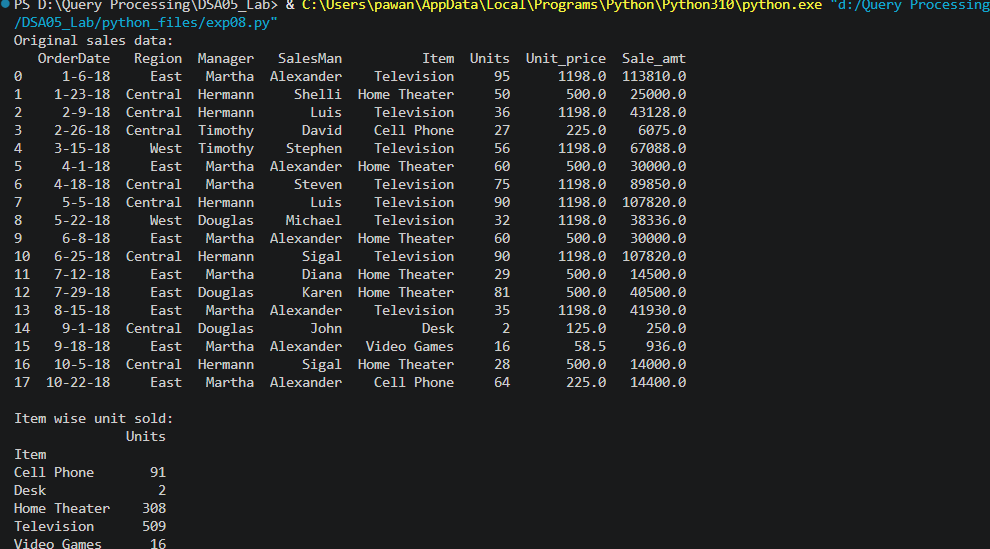 PS D:\Query Processing\DSA05_Lab> & C:\Users\pawan\AppData\Local\Programs\Python\Python310\python.exe "d:/Query Processing
/DSA05_Lab/python_files/exp08.py"
Original sales data:
   OrderDate   Region  Manager   SalesMan          Item  Units  Unit_price  Sale_amt
0     1-6-18     East   Martha  Alexander    Television     95      1198.0  113810.0
1    1-23-18  Central  Hermann     Shelli  Home Theater     50       500.0   25000.0
2     2-9-18  Central  Hermann       Luis    Television     36      1198.0   43128.0
3    2-26-18  Central  Timothy      David    Cell Phone     27       225.0    6075.0
4    3-15-18     West  Timothy    Stephen    Television     56      1198.0   67088.0
5     4-1-18     East   Martha  Alexander  Home Theater     60       500.0   30000.0
6    4-18-18  Central   Martha     Steven    Television     75      1198.0   89850.0
7     5-5-18  Central  Hermann       Luis    Television     90      1198.0  107820.0
8    5-22-18     West  Douglas    Michael    Television     32      1198.0   38336.0
9     6-8-18     East   Martha  Alexander  Home Theater     60       500.0   30000.0
10   6-25-18  Central  Hermann      Sigal    Television     90      1198.0  107820.0
11   7-12-18     East   Martha      Diana  Home Theater     29       500.0   14500.0
12   7-29-18     East  Douglas      Karen  Home Theater     81       500.0   40500.0
13   8-15-18     East   Martha  Alexander    Television     35      1198.0   41930.0
14    9-1-18  Central  Douglas       John          Desk      2       125.0     250.0
15   9-18-18     East   Martha  Alexander   Video Games     16        58.5     936.0
16   10-5-18  Central  Hermann      Sigal  Home Theater     28       500.0   14000.0
17  10-22-18     East   Martha  Alexander    Cell Phone     64       225.0   14400.0
Item wise unit sold:
              Units
Item
Cell Phone       91
Desk              2
Home Theater    308
Television      509
Video Games      16